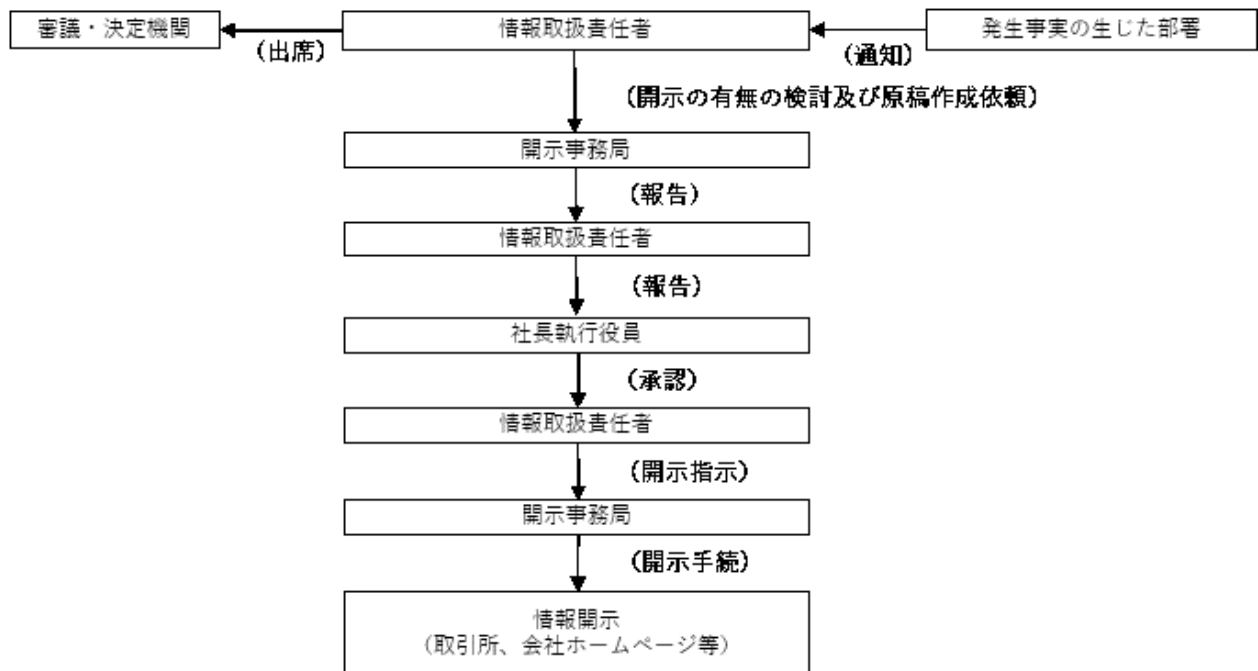 審議・決定機関
情報取扱責任者
発生事実の生じた部署
（出席）
（通知）
（開示の有無の検討及び原稿作成依頼）
開示事務局
（報告）
情報取扱責任者
（報告）
社長執行役員
（承認）
情報取扱責任者
（開示指示）
開示事務局
（開示手続）
情報開示
（取引所、会社ホームページ等）